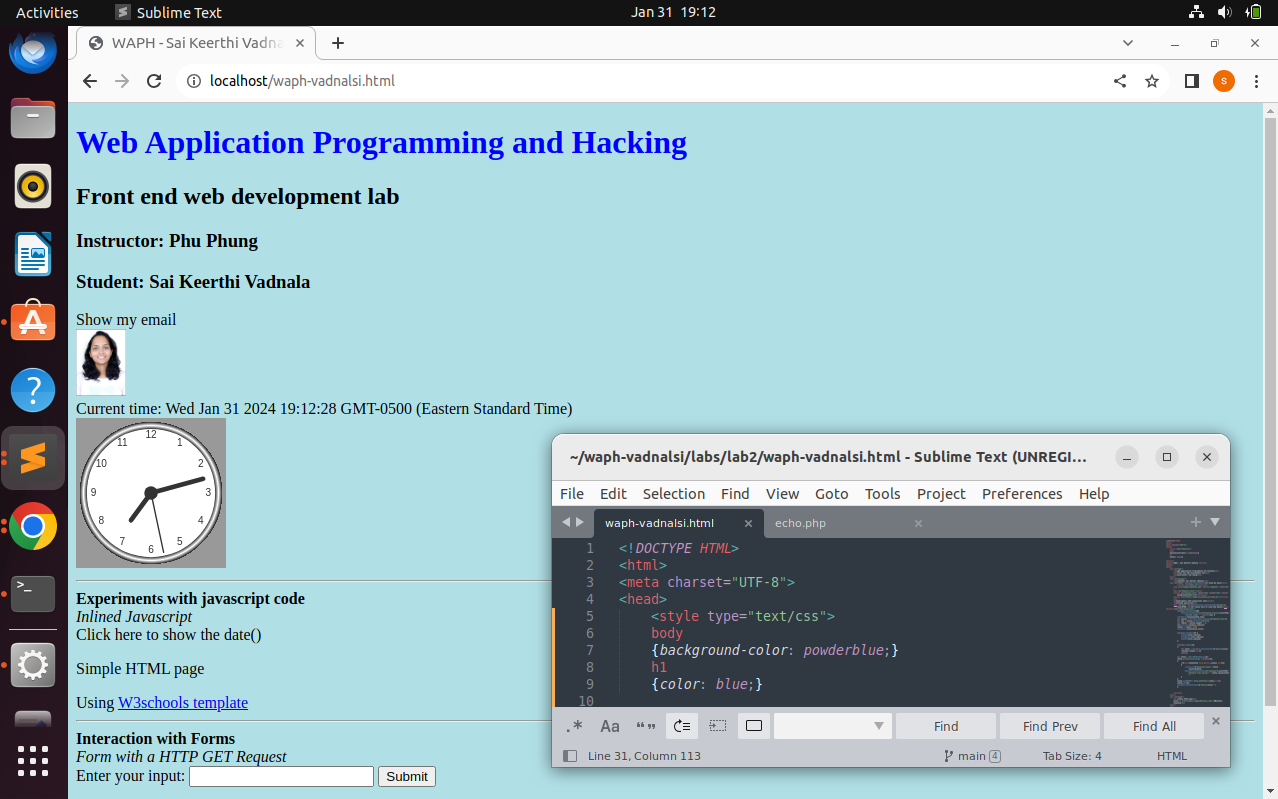 Activities
Sublime Text
Jan 31 19:12
WAPH - Sai Keerthi Vadna
localhost/waph-vadnalsi.html
S
Web Application Programming and Hacking
Front end web development lab
Instructor: Phu Phung
Student: Sai Keerthi Vadnala
Show my email
Current time: Wed Jan 31 2024 19:12:28 GMT-0500 (Eastern Standard Time)
12
1
2
3
4
5
6
7
8
9
10
11
Experiments with javascript code
Inlined Javascript
Click here to show the date()
Simple HTML page
Using W3schools template
Interaction with Forms
Form with a HTTP GET Request
Enter your input:
Submit
~/waph-vadnalsi/labs/lab2/waph-vadnalsi.html - Sublime Text (UNREGI...
File Edit Selection Find View Goto Tools Project Preferences Help
waph-vadnalsi.html
echo.php
1 <!DOCTYPE HTML>
2 <html>
3 <meta charset="UTF-8">
4 <head>
5 <style type="text/css">
6 body
7 {background-color: powderblue;}
8 h1
9 {color: blue;}
10
.* Aa “”
Find
Find Prev
Find All
Line 31, Column 113
main 4
Tab Size: 4
HTML